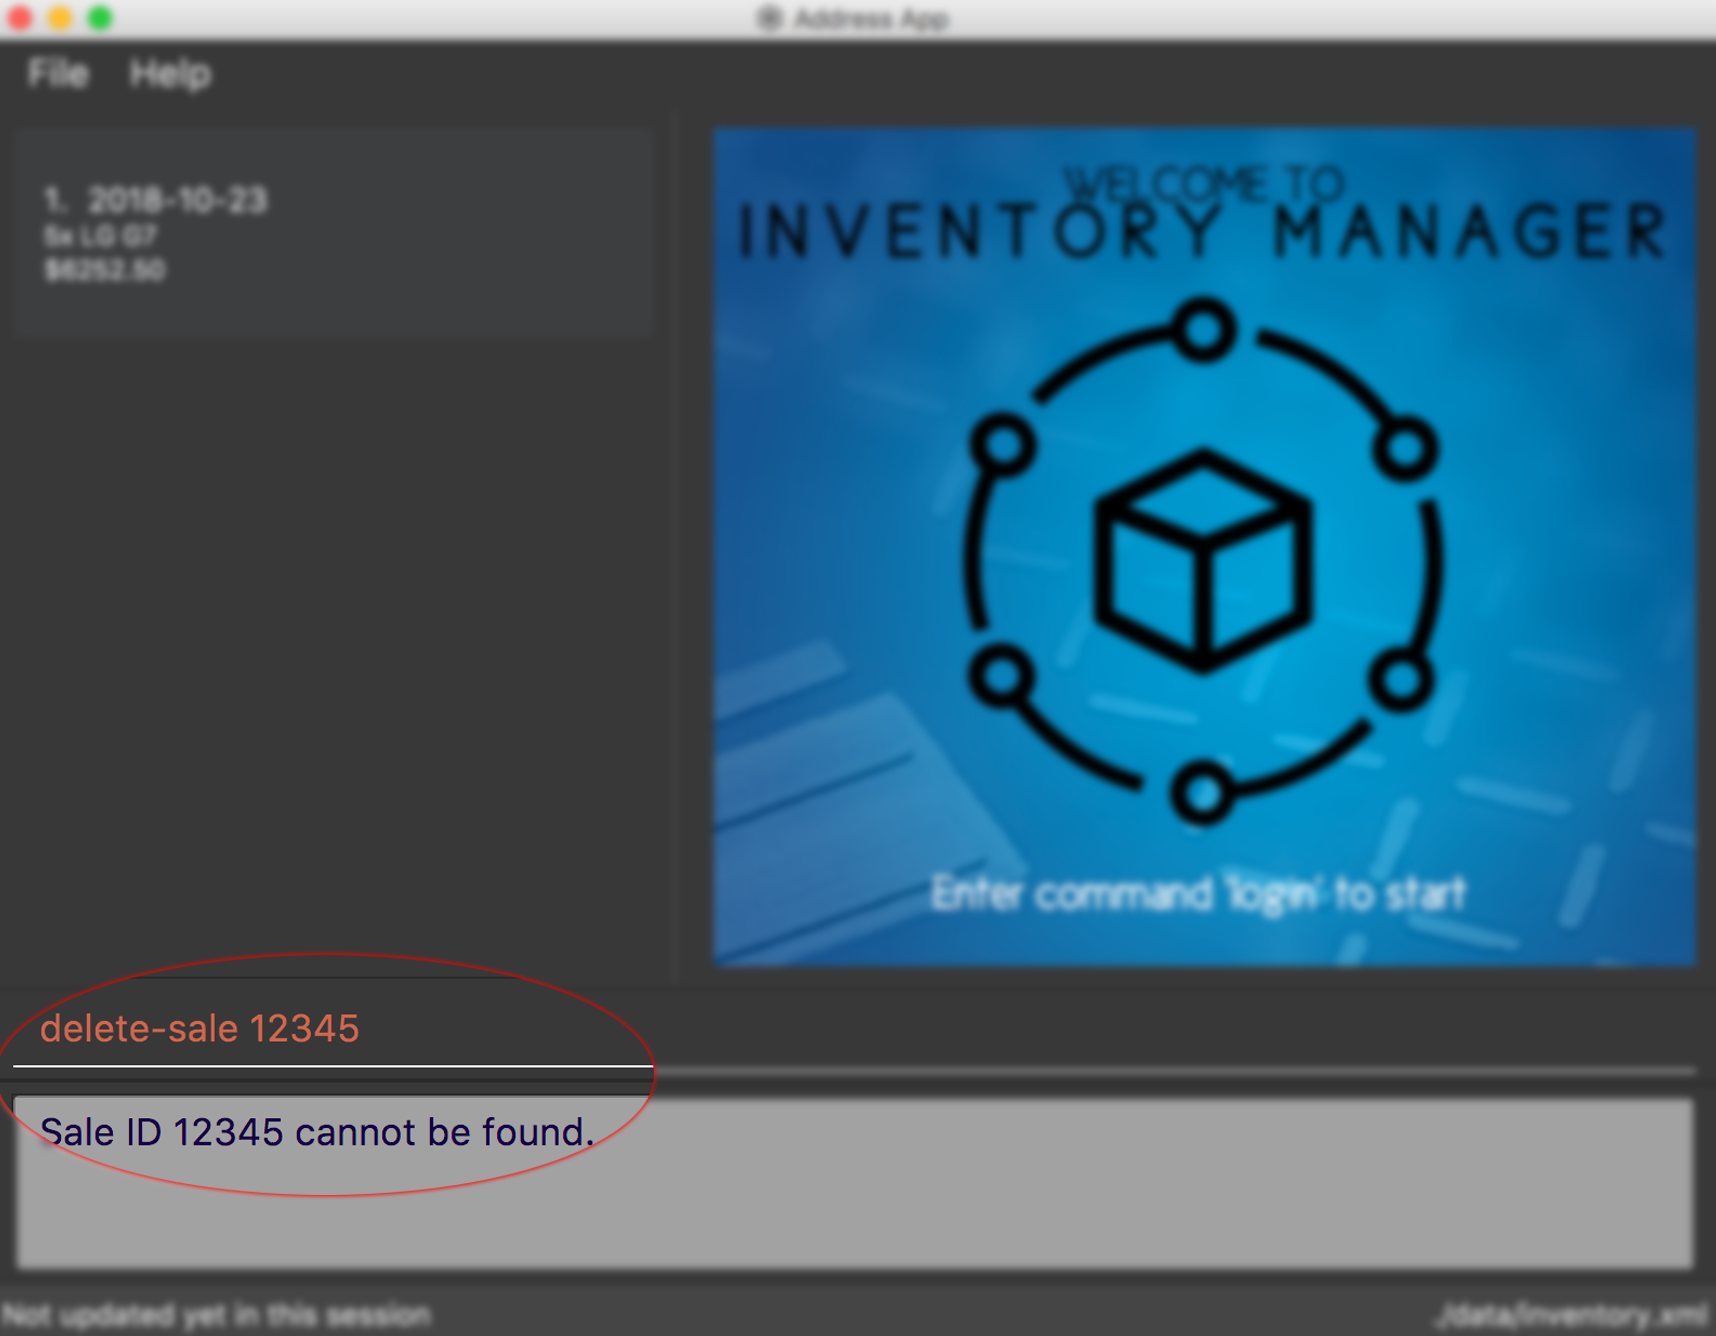 Address App
File Help
1. 2018-10-23
5x LG G7
$6252.50
WELCOME TO
INVENTORY MANAGER
Enter command 'login' to start
delete-sale 12345
Sale ID 12345 cannot be found.
Not updated yet in this session
./data/inventory.xml